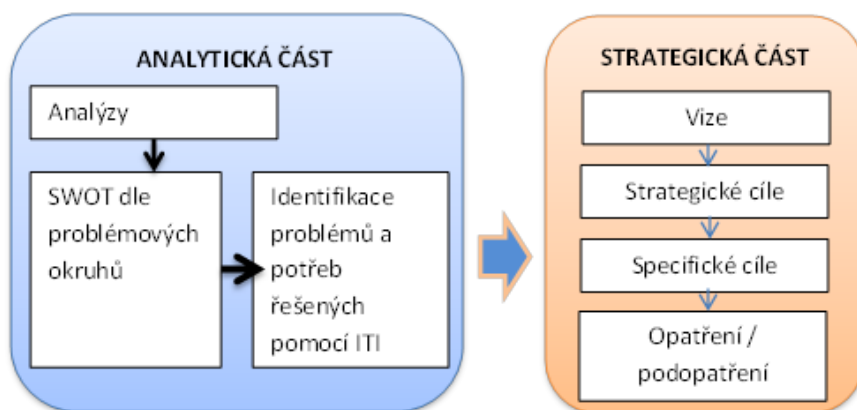 ANALYTICKÁ ČÁST
Analýzy
SWOT dle
problémových
okruhů
Identifikace
problémů a
potřeb
řešených
pomocí ITI
STRATEGICKÁ ČÁST
Vize
Strategické cíle
Specifické cíle
Opatření /
podopatření